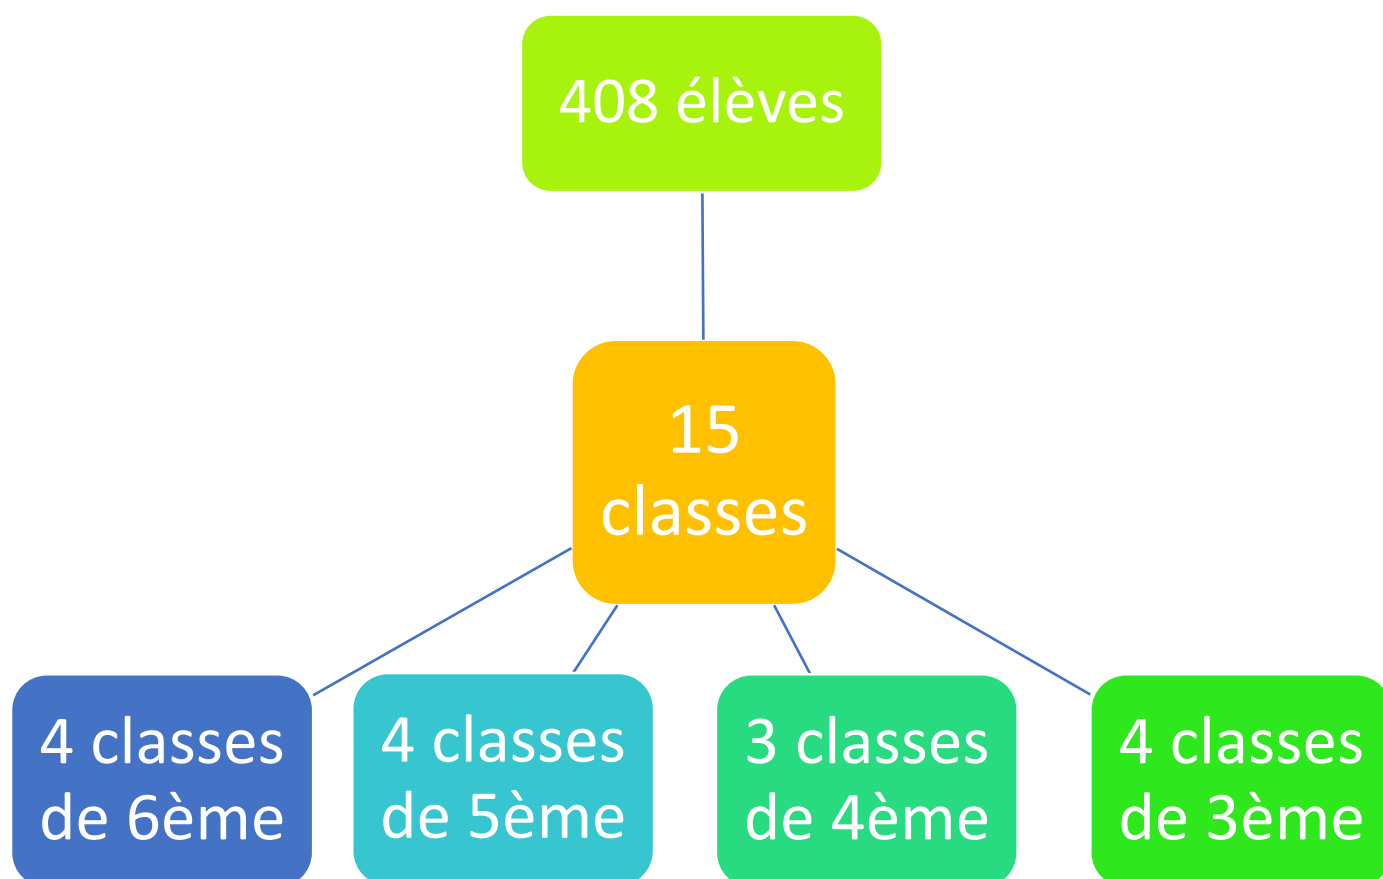 408 élèves
15
classes
4 classes
de 6ème
4 classes
de 5ème
3 classes
de 4ème
4 classes
de 3ème